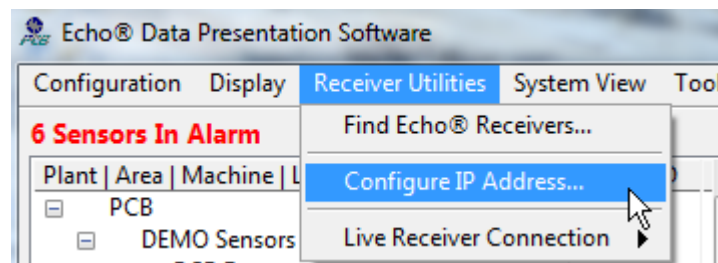 Echo® Data Presentation Software
Configuration Display Receiver Utilities System View
6 Sensors In Alarm
Find Echo® Receivers...
Plant | Area | Machine | L
Configure IP Address...
PCB
DEMO Sensors
Live Receiver Connection